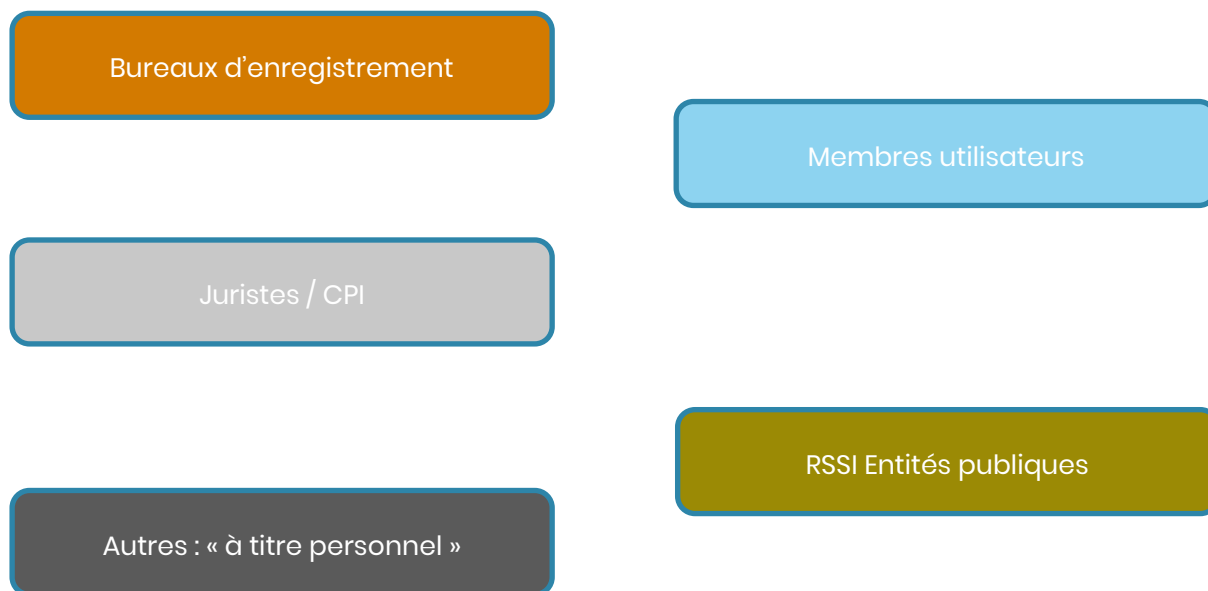 Bureaux d’enregistrement
Membres utilisateurs
Juristes / CPI
RSSI Entités publiques
Autres : « à titre personnel »